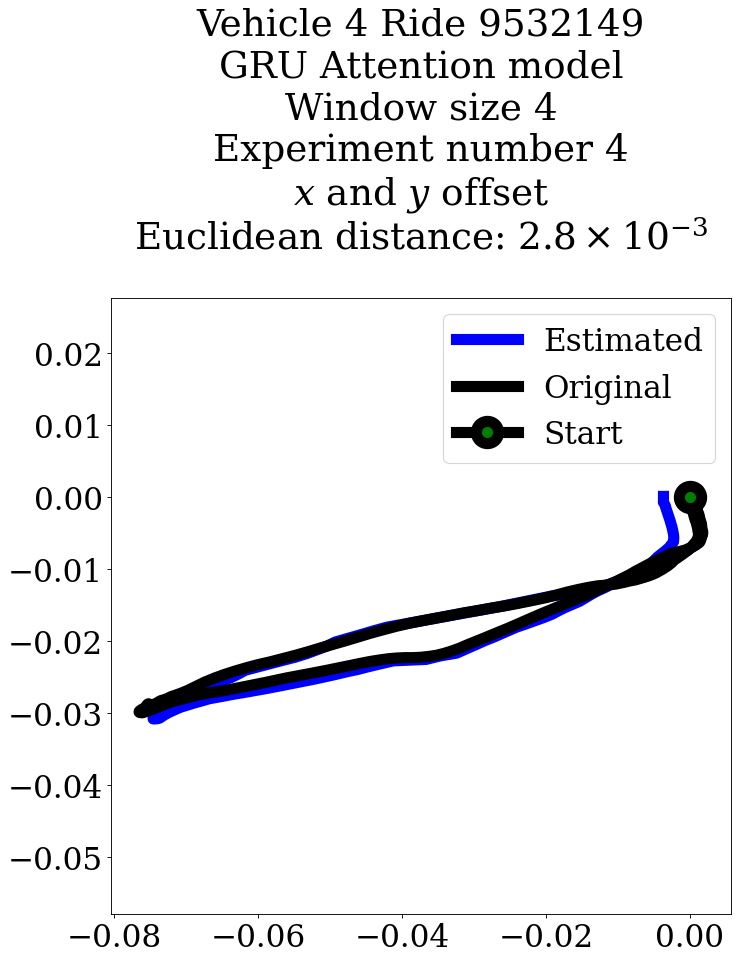 Vehicle 4 Ride 9532149
GRU Attention model
Window size 4
Experiment number 4
x and y offset
Euclidean distance: 2.8 × 10⁻³
Estimated
Original
Start
0.02
0.01
0.00
−0.01
−0.02
−0.03
−0.04
−0.05
−0.08 −0.06 −0.04 −0.02 0.00